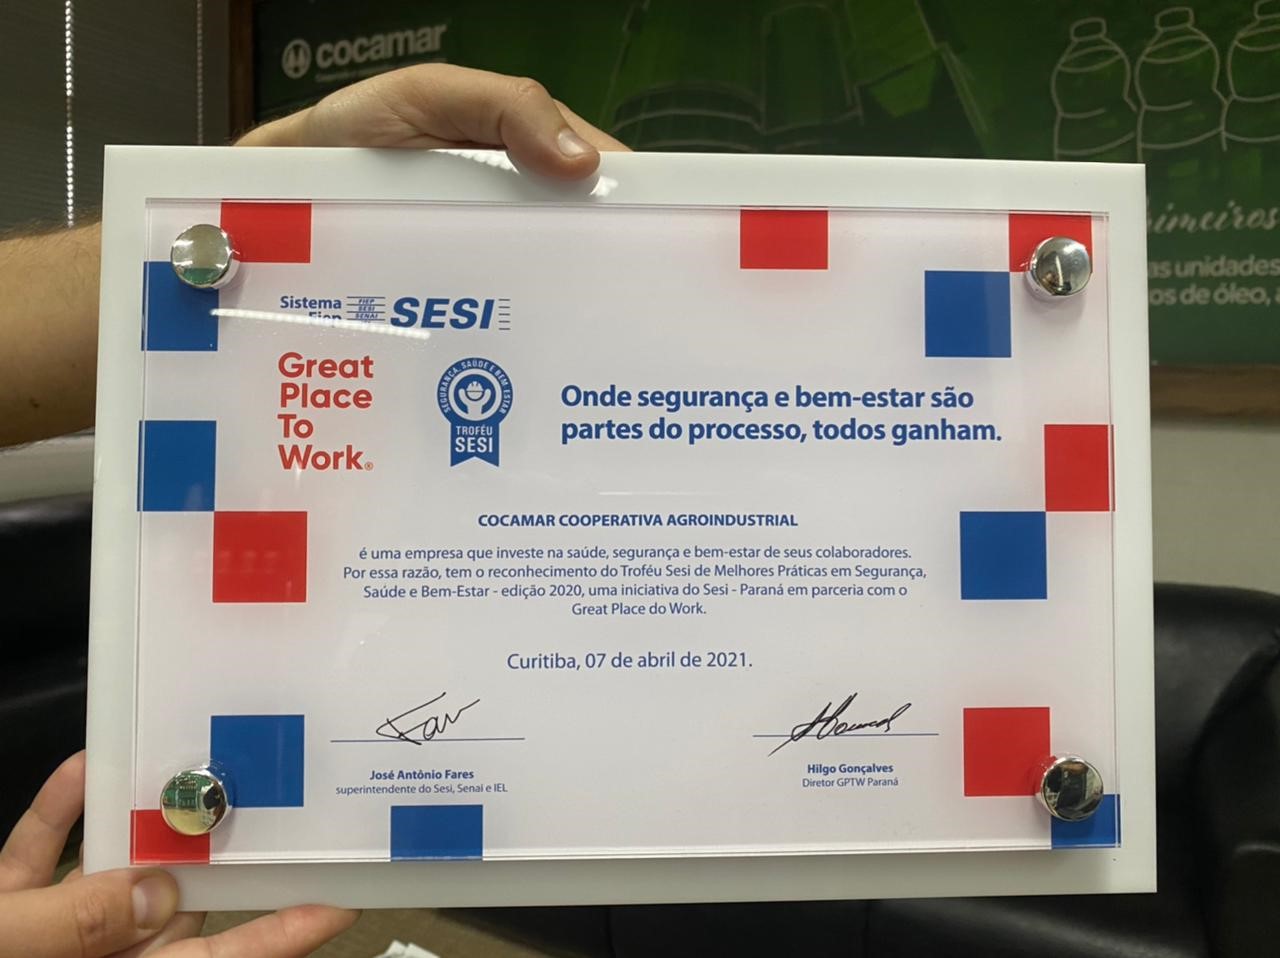 cocamar
Sistema
Fiep
FIEP
SESI
SENAI
SESI
Great
Place
To
Work®
SEGURANÇA, SAÚDE E BEM-ESTAR
TROFÉU
SESI
Onde segurança e bem-estar são
partes do processo, todos ganham.
COCAMAR COOPERATIVA AGROINDUSTRIAL
é uma empresa que investe na saúde, segurança e bem-estar de seus colaboradores.
Por essa razão, tem o reconhecimento do Troféu Sesi de Melhores Práticas em Segurança,
Saúde e Bem-Estar - edição 2020, uma iniciativa do Sesi - Paraná em parceria com o
Great Place do Work.
Curitiba, 07 de abril de 2021.
José Antônio Fares
superintendente do Sesi, Senai e IEL
Hilgo Gonçalves
Diretor GPTW Paraná
as unidades
os de óleo,